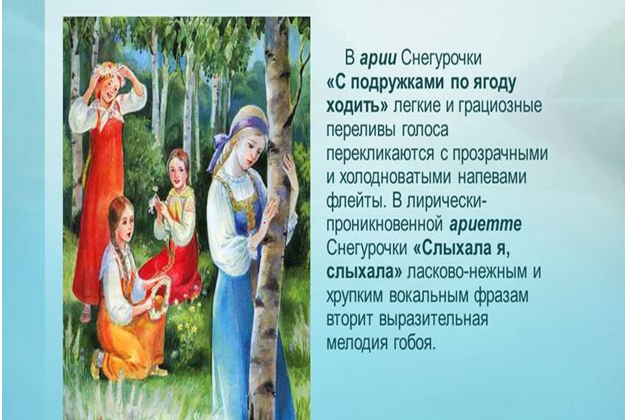 В арии Снегурочки
«С подружками по ягоду
ходить» легкие и грациозные
переливы голоса
перекликаются с прозрачными
и холодноватыми напевами
флейты. В лирически-
проникновенной ариетте
Снегурочки «Слыхала я,
слыхала» ласково-нежным и
хрупким вокальным фразам
вторит выразительная
мелодия гобоя.